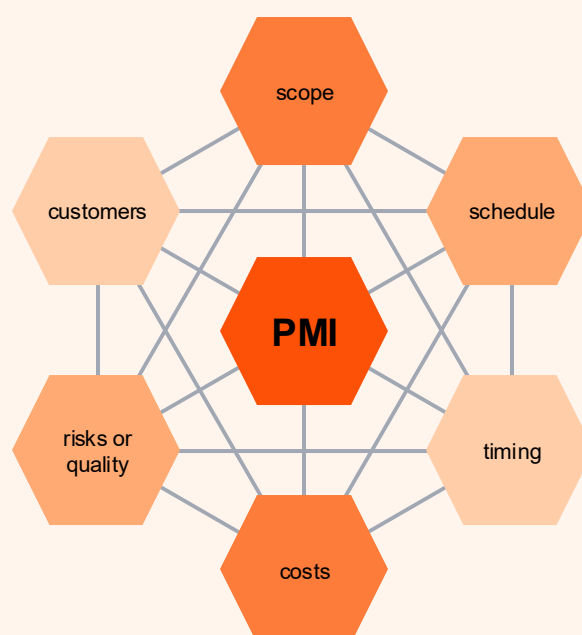 scope
customers
schedule
PMI
risks or
quality
timing
costs